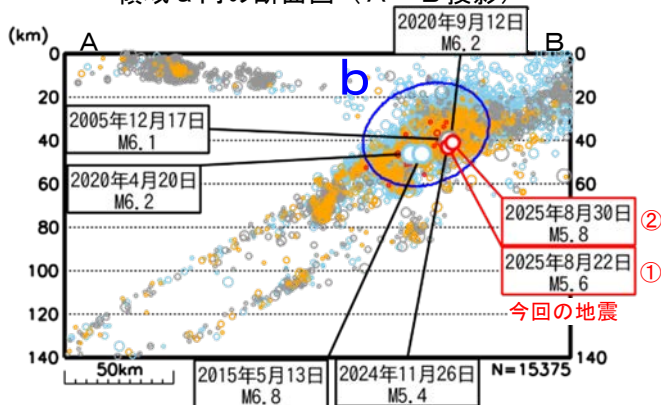 領域a内の断面図（A－B投影）
(km)
A
B
2020年9月12日
M6.2
b
0
20
40
60
80
100
120
140
0
20
40
60
80
100
120
140
2005年12月17日
M6.1
2020年4月20日
M6.2
2025年8月30日
M5.8
②
2025年8月22日
M5.6
①
今回の地震
50km
2015年5月13日
M6.8
2024年11月26日
M5.4
N=15375